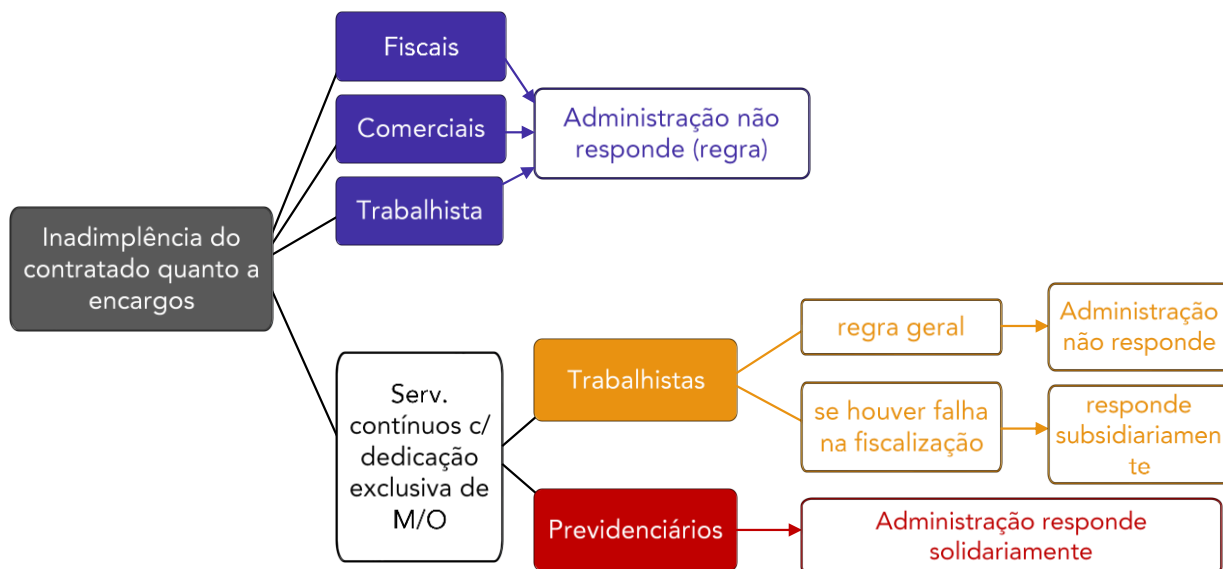 Fiscais
Comerciais
Trabalhista
Administração não
responde (regra)
Inadimplência do
contratado quanto a
encargos
Serv.
contínuos c/
dedicação
exclusiva de
M/O
Trabalhistas
regra geral
Administração
não responde
se houver falha
na fiscalização
responde
subsidiariamen
te
Previdenciários
Administração responde
solidariamente